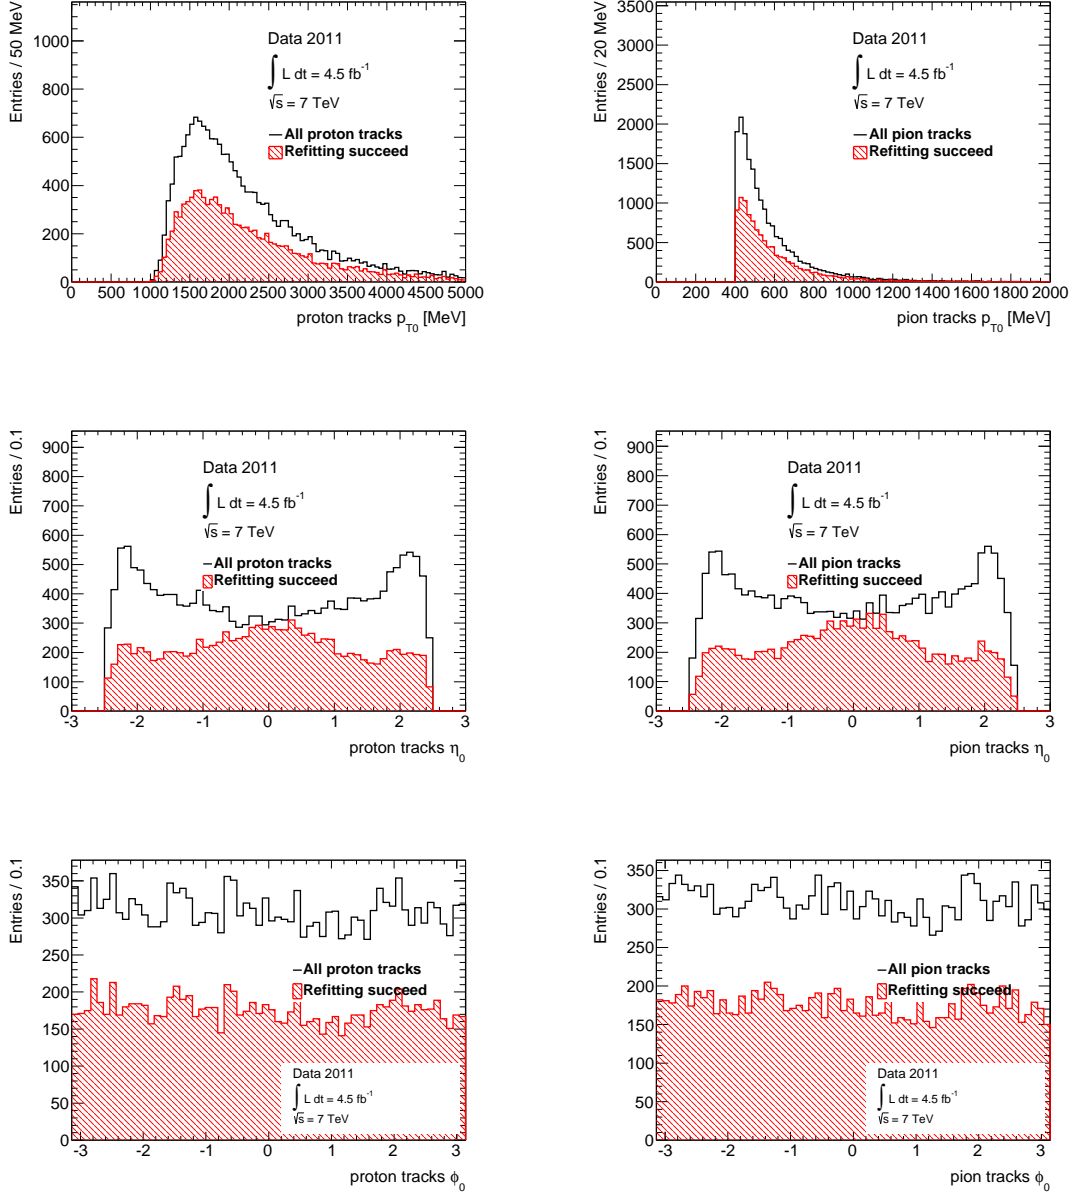 Entries / 50 MeV
1000
800
600
400
200
0
Data 2011
∫ L dt = 4.5 fb⁻¹
√s = 7 TeV
All proton tracks
Refitting succeed
0 500 1000 1500 2000 2500 3000 3500 4000 4500 5000
proton tracks p_T0 [MeV]
Entries / 20 MeV
3500
3000
2500
2000
1500
1000
500
0
Data 2011
∫ L dt = 4.5 fb⁻¹
√s = 7 TeV
All pion tracks
Refitting succeed
0 200 400 600 800 1000 1200 1400 1600 1800 2000
pion tracks p_T0 [MeV]
Entries / 0.1
900
800
700
600
500
400
300
200
100
0
Data 2011
∫ L dt = 4.5 fb⁻¹
√s = 7 TeV
All proton tracks
Refitting succeed
-3 -2 -1 0 1 2 3
proton tracks η_0
Entries / 0.1
900
800
700
600
500
400
300
200
100
0
Data 2011
∫ L dt = 4.5 fb⁻¹
√s = 7 TeV
All pion tracks
Refitting succeed
-3 -2 -1 0 1 2 3
pion tracks η_0
Entries / 0.1
350
300
250
200
150
100
50
0
All proton tracks
Refitting succeed
Data 2011
∫ L dt = 4.5 fb⁻¹
√s = 7 TeV
-3 -2 -1 0 1 2 3
proton tracks ϕ_0
Entries / 0.1
350
300
250
200
150
100
50
0
All pion tracks
Refitting succeed
Data 2011
∫ L dt = 4.5 fb⁻¹
√s = 7 TeV
-3 -2 -1 0 1 2 3
pion tracks ϕ_0